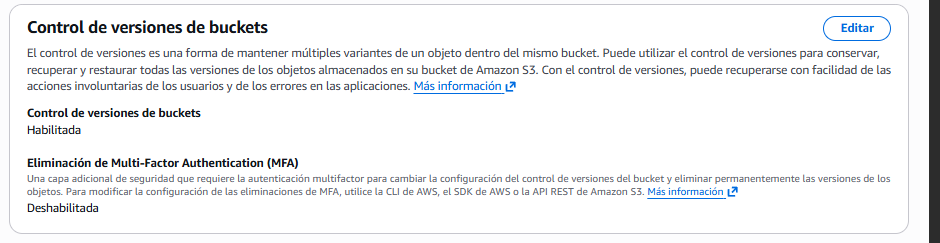 Control de versiones de buckets
Editar
El control de versiones es una forma de mantener múltiples variantes de un objeto dentro del mismo bucket. Puede utilizar el control de versiones para conservar,
recuperar y restaurar todas las versiones de los objetos almacenados en su bucket de Amazon S3. Con el control de versiones, puede recuperarse con facilidad de las
acciones involuntarias de los usuarios y de los errores en las aplicaciones. Más información
Control de versiones de buckets
Habilitada
Eliminación de Multi-Factor Authentication (MFA)
Una capa adicional de seguridad que requiere la autenticación multifactor para cambiar la configuración del control de versiones del bucket y eliminar permanentemente las versiones de los
objetos. Para modificar la configuración de las eliminaciones de MFA, utilice la CLI de AWS, el SDK de AWS o la API REST de Amazon S3. Más información
Deshabilitada